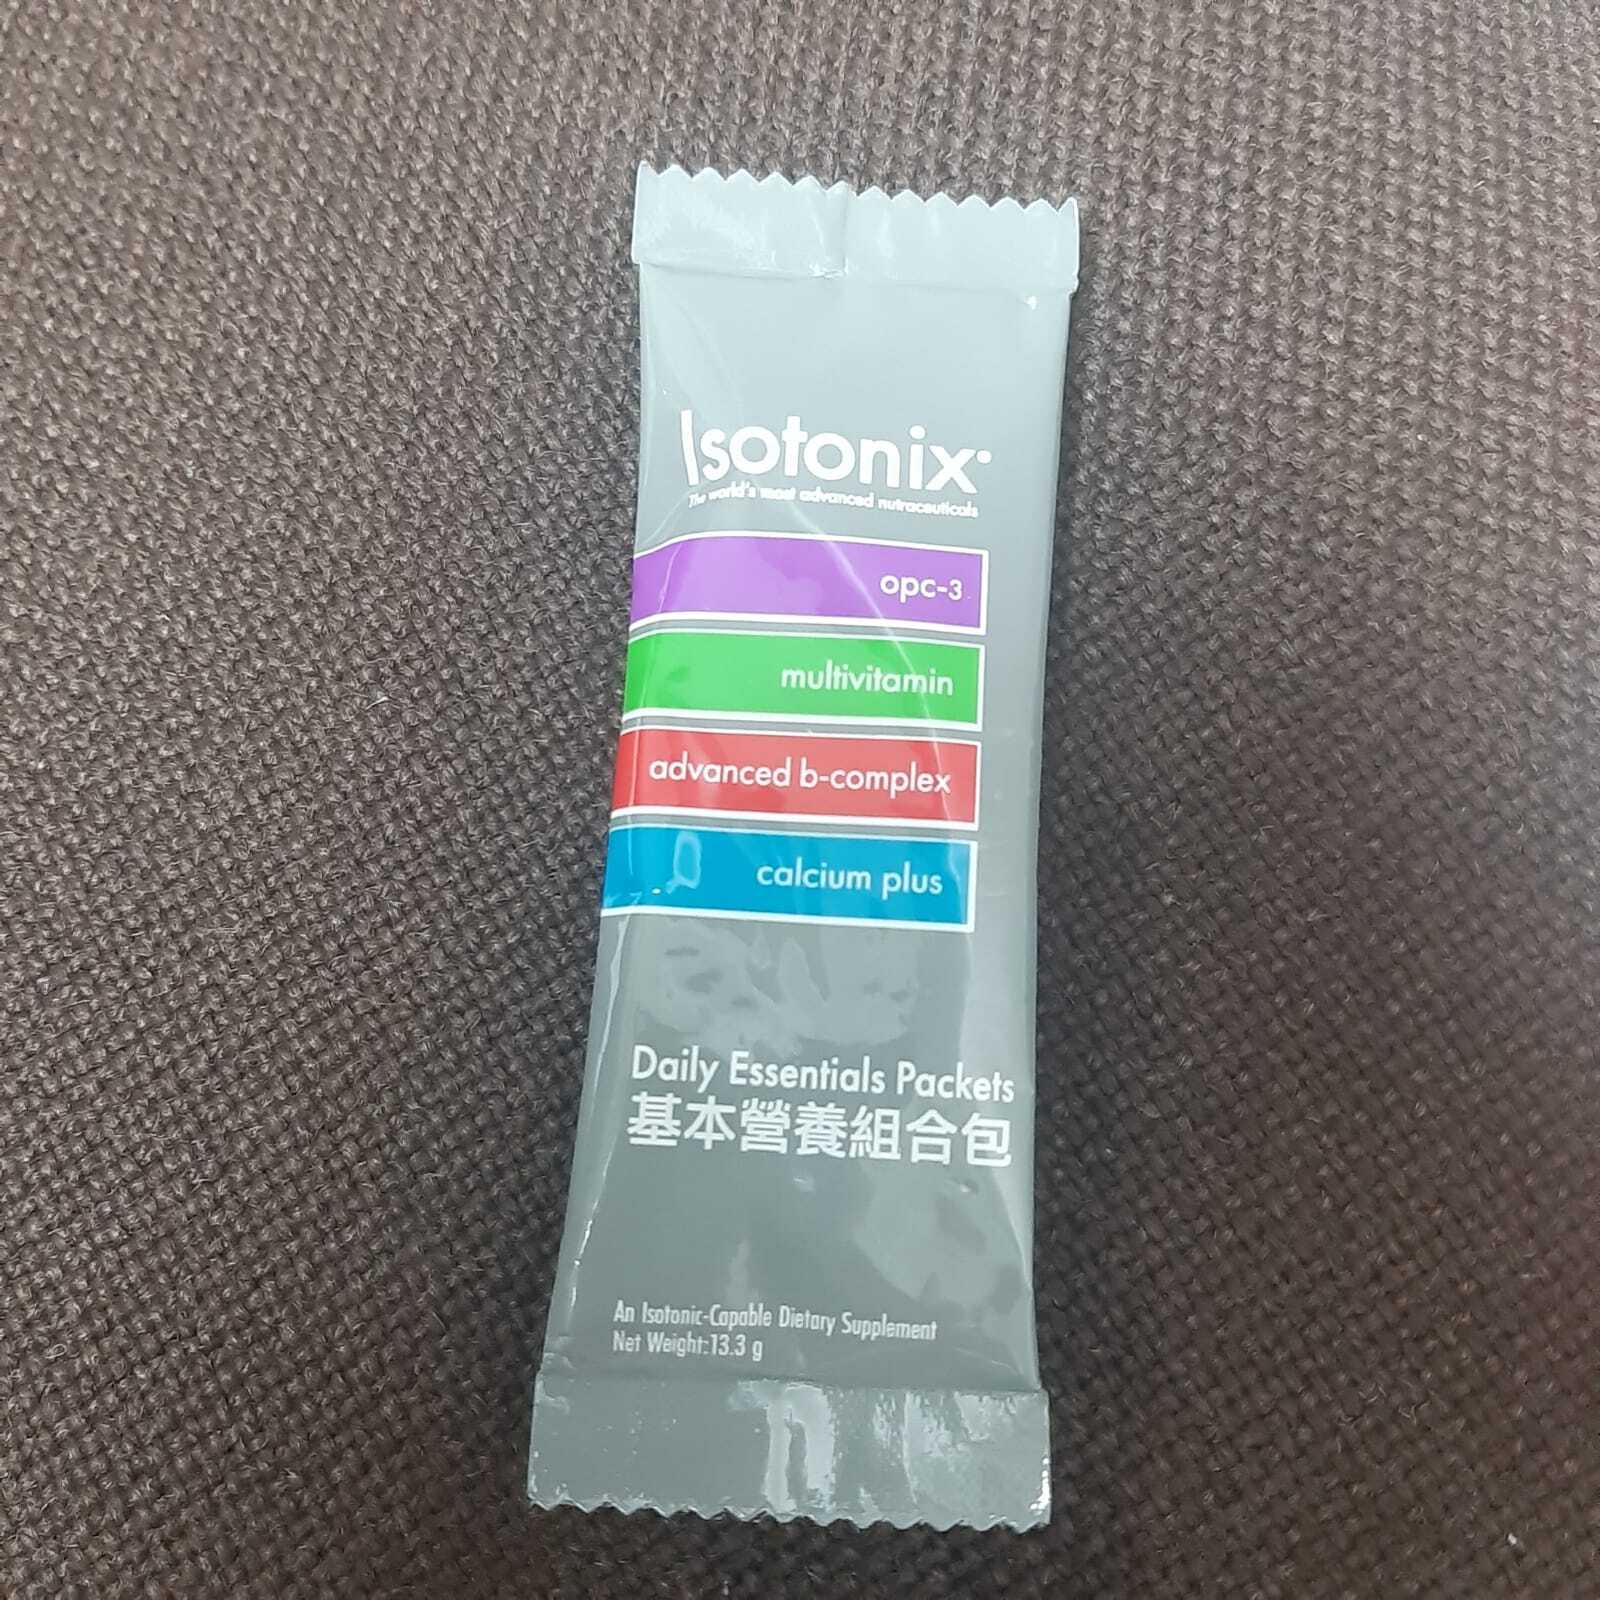 Isotonix®
The world's most advanced nutraceuticals
opc-3
multivitamin
advanced b-complex
calcium plus
Daily Essentials Packets
基本營養組合包
An Isotonic-Capable Dietary Supplement
Net Weight:13.3 g